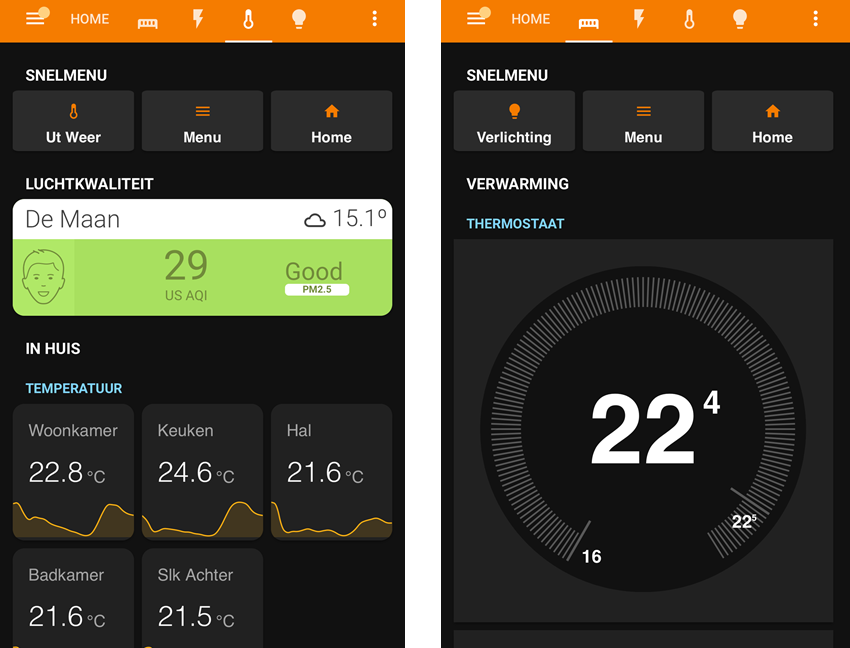 HOME
SNELMENU
Ut Weer
Menu
Home
LUCHTKWALITEIT
De Maan
15.1º
29
US AQI
Good
PM2.5
IN HUIS
TEMPERATUUR
Woonkamer
Keuken
Hal
22.8 °C
24.6 °C
21.6 °C
Badkamer
Slk Achter
21.6 °C
21.5 °C
HOME
SNELMENU
Verlichting
Menu
Home
VERWARMING
THERMOSTAAT
22⁴
22⁵
16